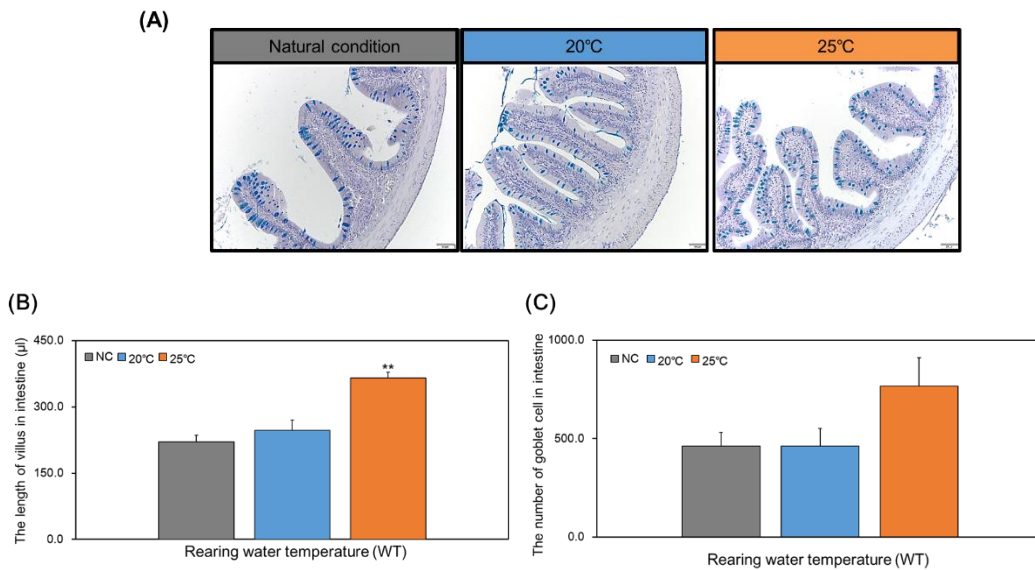 (A)
Natural condition
20℃
25℃
(B)
The length of villus in intestine (μl)
450.0
300.0
150.0
0.0
NC
20℃
25℃
**
Rearing water temperature (WT)
(C)
The number of goblet cell in intestine
1000.0
500.0
0.0
NC
20℃
25℃
Rearing water temperature (WT)